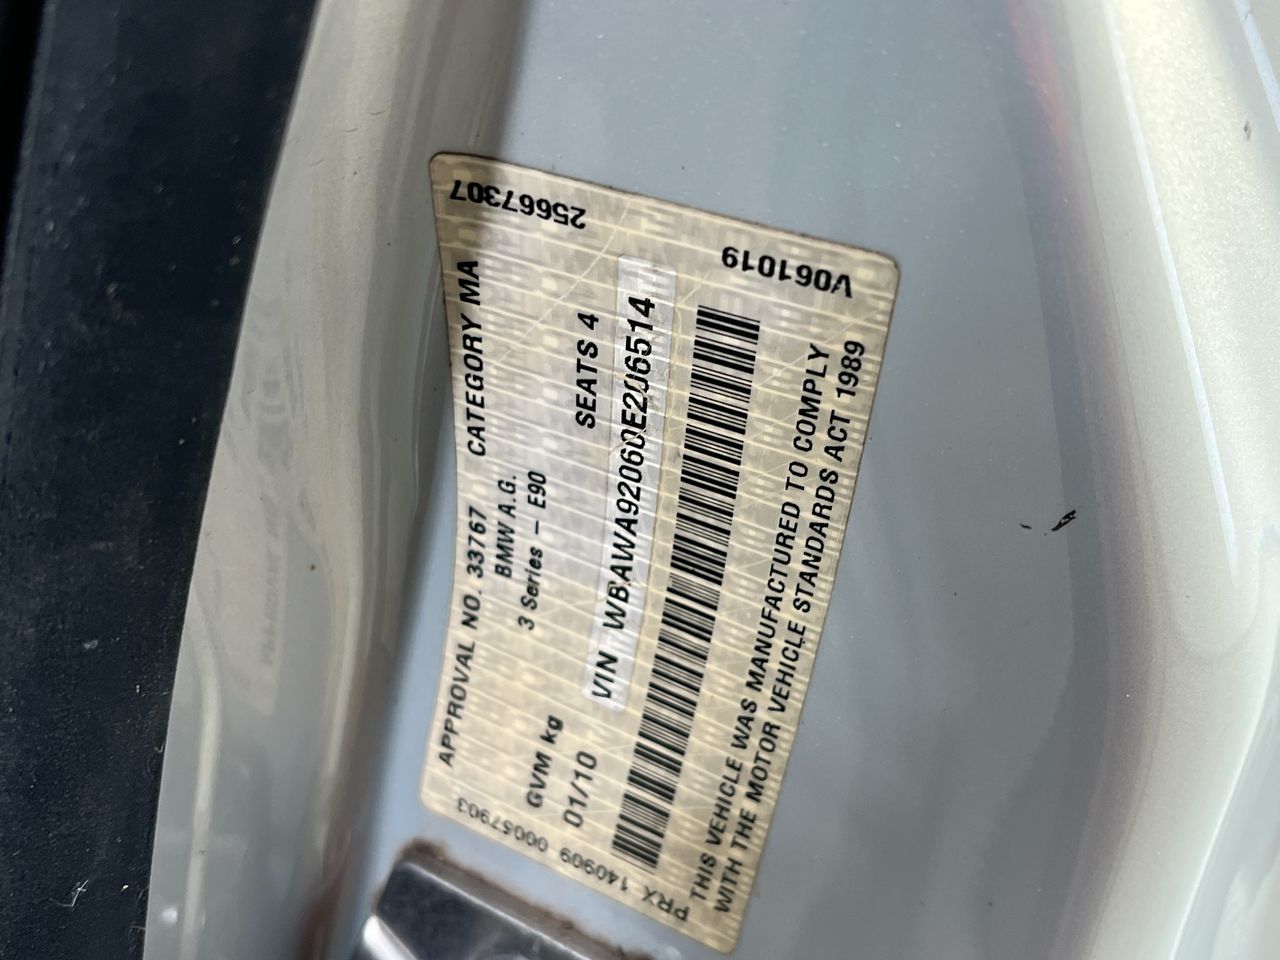 25667307
V061019
APPROVAL NO. 33767 CATEGORY MA
BMW A.G.
3 Series – E90
GVM kg SEATS 4
01/10
VIN WBAWA92060E206514
THIS VEHICLE WAS MANUFACTURED TO COMPLY
WITH THE MOTOR VEHICLE STANDARDS ACT 1989
PRX 140909 00057903